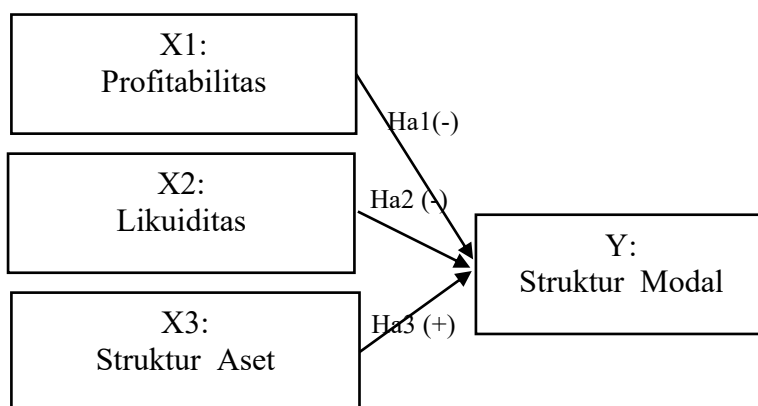 X1:
Profitabilitas
Ha1(-)
X2:
Likuiditas
Ha2 (-)
Y:
Struktur Modal
X3:
Struktur Aset
Ha3 (+)